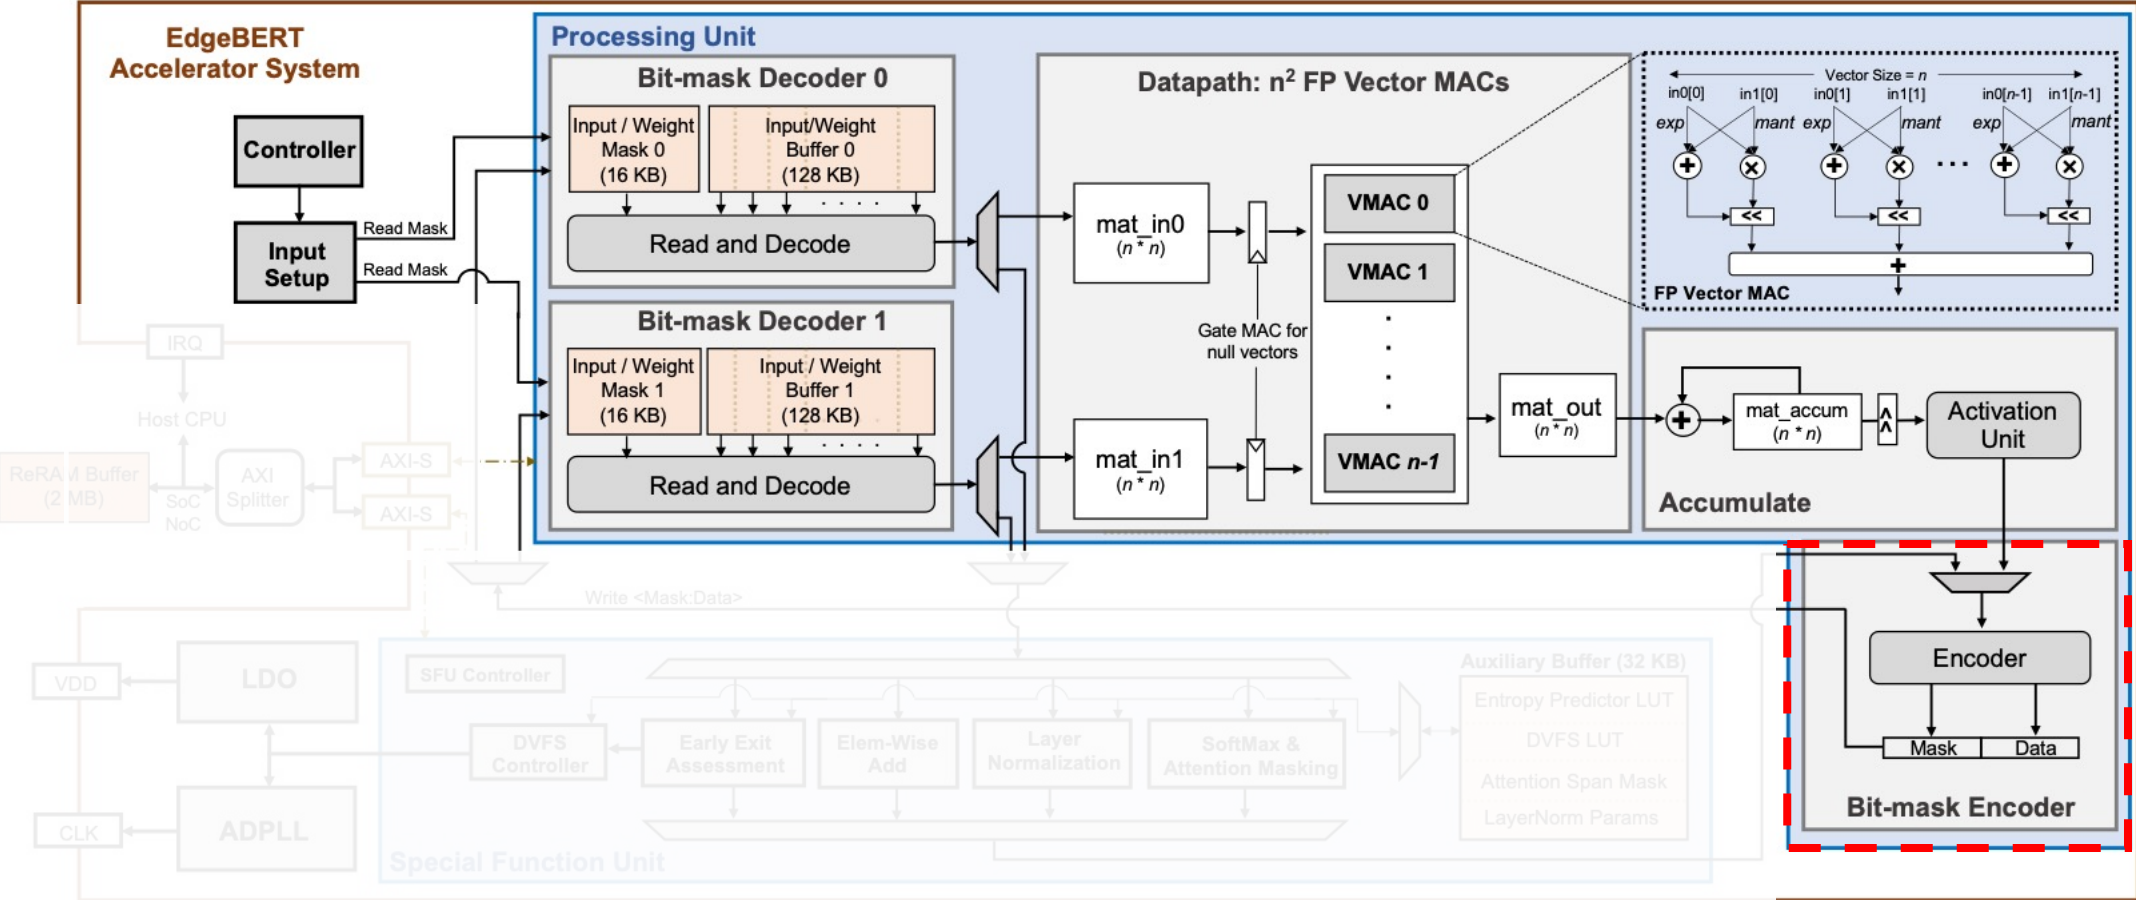 EdgeBERT
Accelerator System
Controller
Input
Setup
Read Mask
Read Mask
Processing Unit
Bit-mask Decoder 0
Input / Weight
Mask 0
(16 KB)
Input/Weight
Buffer 0
(128 KB)
Read and Decode
Bit-mask Decoder 1
Input / Weight
Mask 1
(16 KB)
Input / Weight
Buffer 1
(128 KB)
Read and Decode
Datapath: n² FP Vector MACs
mat_in0
(n * n)
mat_in1
(n * n)
Gate MAC for
null vectors
VMAC 0
VMAC 1
VMAC n-1
mat_out
(n * n)
Vector Size = n
in0[0] in1[0] in0[1] in1[1] in0[n-1] in1[n-1]
exp mant exp mant exp mant
+ × + × ... + ×
<< << <<
+
FP Vector MAC
+
mat_accum
(n * n)
>>
Activation
Unit
Accumulate
Encoder
Mask Data
Bit-mask Encoder
IRQ
Host CPU
ReRAM Buffer
(2 MB)
SoC
NoC
AXI
Splitter
AXI-S
AXI-S
Write <Mask:Data>
VDD
LDO
CLK
ADPLL
SFU Controller
DVFS
Controller
Early Exit
Assessment
Elem-Wise
Add
Layer
Normalization
SoftMax &
Attention Masking
Auxiliary Buffer (32 KB)
Entropy Predictor LUT
DVFS LUT
Attention Span Mask
LayerNorm Params
Special Function Unit